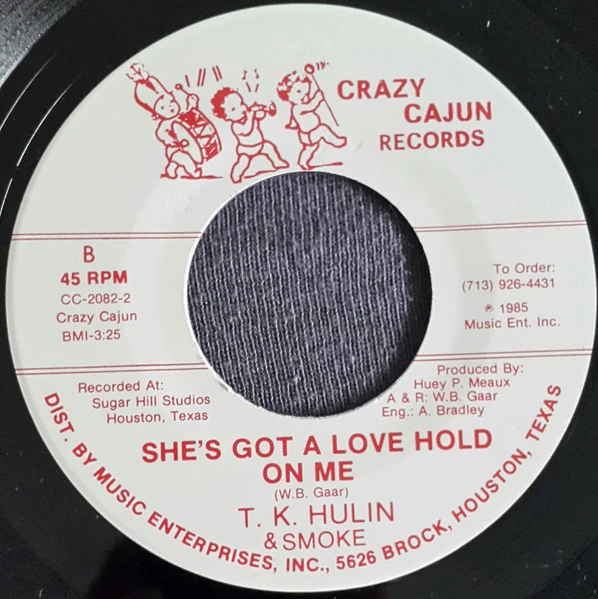 CRAZY
CAJUN
RECORDS
B
45 RPM
CC-2082-2
Crazy Cajun
BMI-3:25
To Order:
(713) 926-4431
℗ 1985
Music Ent. Inc.
Recorded At:
Sugar Hill Studios
Houston, Texas
Produced By:
Huey P. Meaux
A & R: W.B. Gaar
Eng.: A. Bradley
SHE'S GOT A LOVE HOLD
ON ME
(W.B. Gaar)
T. K. HULIN
& SMOKE
DIST. BY MUSIC ENTERPRISES, INC., 5626 BROCK, HOUSTON, TEXAS